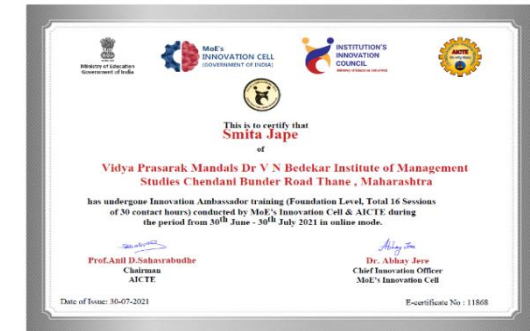 Ministry of Education
Government of India
MoE's
INNOVATION CELL
(GOVERNMENT OF INDIA)
INSTITUTION'S
INNOVATION
COUNCIL
AICTE
This is to certify that
Smita Jape
of
Vidya Prasarak Mandals Dr V N Bedekar Institute of Management
Studies Chendani Bunder Road Thane , Maharashtra
has undergone Innovation Ambassador training (Foundation Level, Total 16 Sessions
of 30 contact hours) conducted by MoE's Innovation Cell & AICTE during
the period from 30th June - 30th July 2021 in online mode.
Prof.Anil D.Sahasrabudhe
Chairman
AICTE
Abhay Jere
Dr. Abhay Jere
Chief Innovation Officer
MoE's Innovation Cell
Date of Issue: 30-07-2021
E-certificate No : 11868